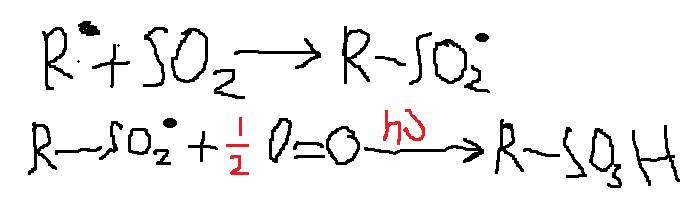 R• + SO₂ → R-SO₂•
R-SO₂• + 1/2 O=O hν → R-SO₃H